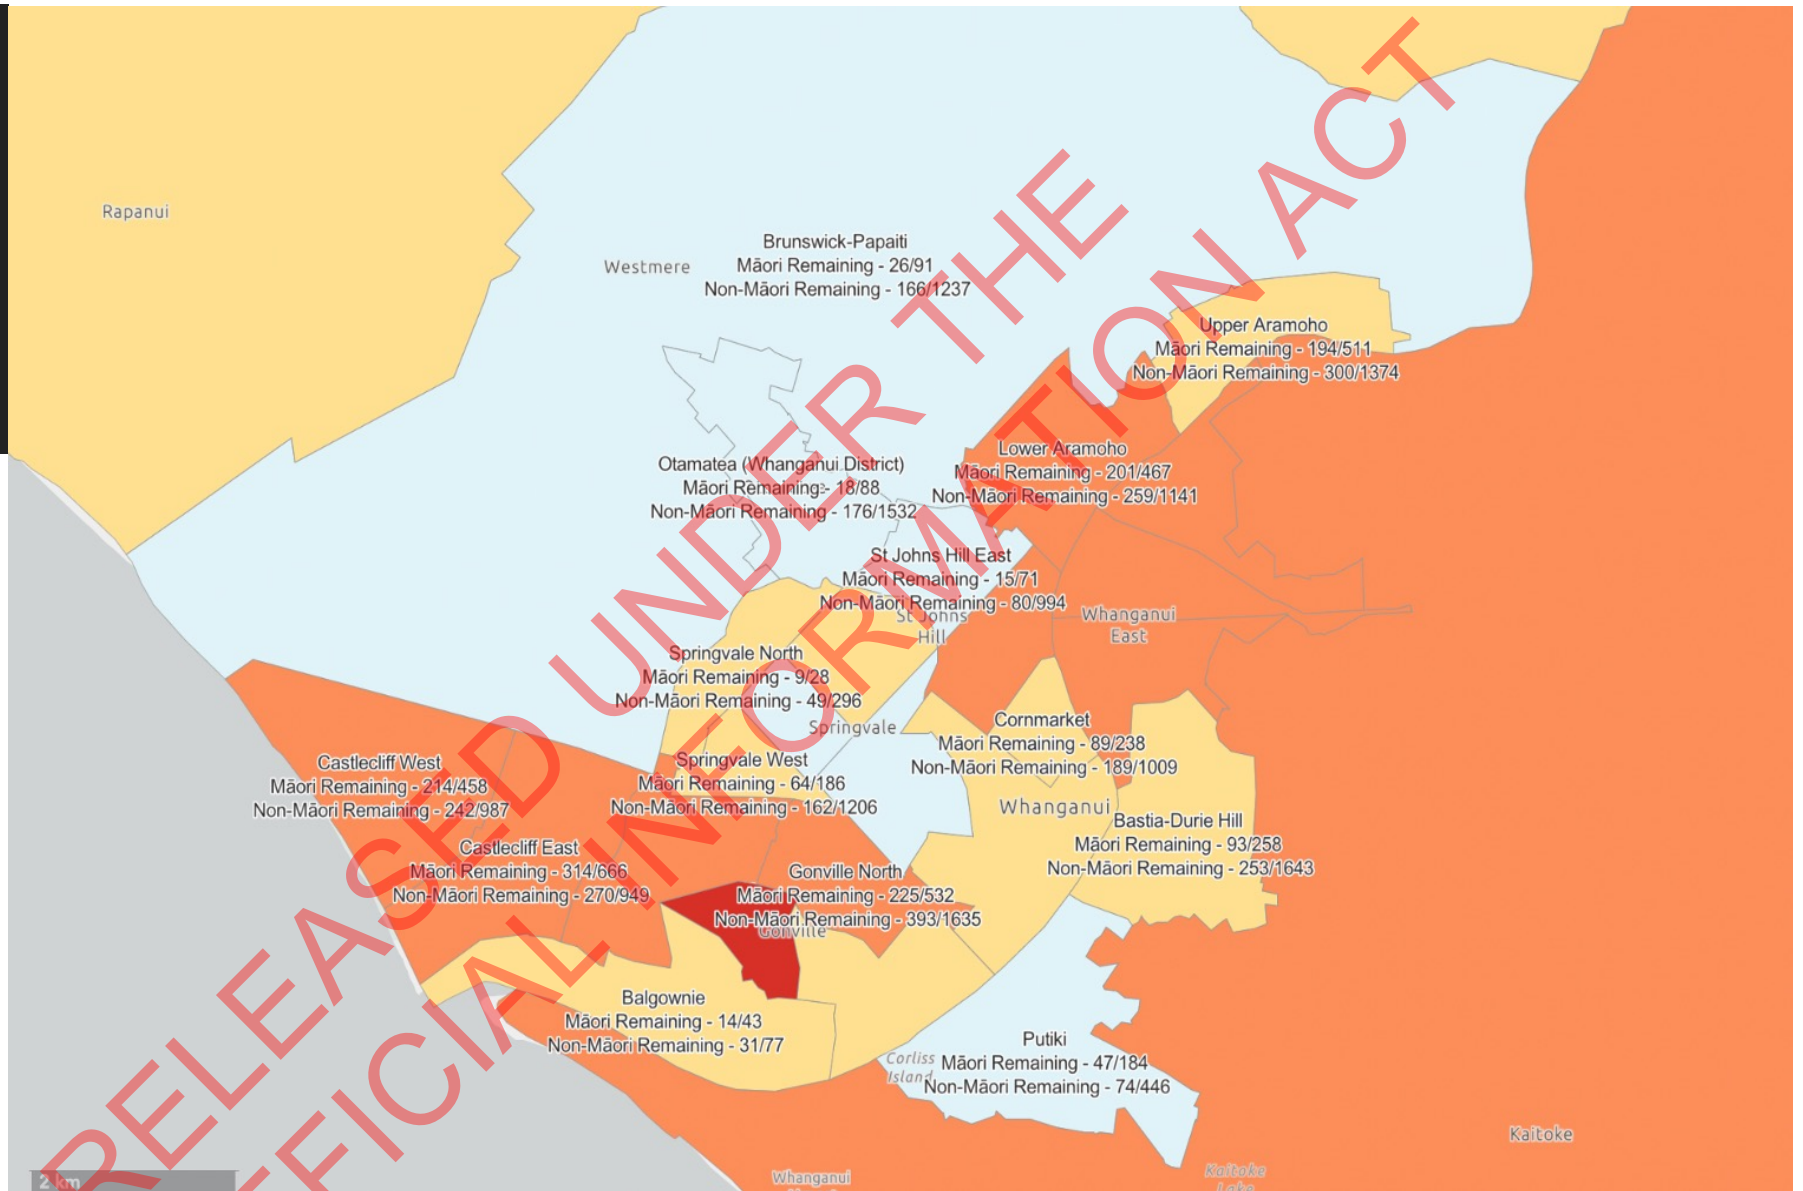 Rapanui
Westmere
Brunswick-Papaiti
Māori Remaining - 26/91
Non-Māori Remaining - 166/1237
Upper Aramoho
Māori Remaining - 194/511
Non-Māori Remaining - 300/1374
Lower Aramoho
Māori Remaining - 201/467
Non-Māori Remaining - 259/1141
Otamatea (Whanganui District)
Māori Remaining - 18/88
Non-Māori Remaining - 176/1532
St Johns Hill East
Māori Remaining - 15/71
Non-Māori Remaining - 80/994
St Johns
Hill
Whanganui
East
Springvale North
Māori Remaining - 9/28
Non-Māori Remaining - 49/296
Springvale
Cornmarket
Māori Remaining - 89/238
Non-Māori Remaining - 189/1009
Castlecliff West
Māori Remaining - 214/458
Non-Māori Remaining - 242/987
Springvale West
Māori Remaining - 64/186
Non-Māori Remaining - 162/1206
Whanganui
Bastia-Durie Hill
Māori Remaining - 93/258
Non-Māori Remaining - 253/1643
Castlecliff East
Māori Remaining - 314/666
Non-Māori Remaining - 270/949
Gonville North
Māori Remaining - 225/532
Non-Māori Remaining - 393/1635
Gonville
Balgownie
Māori Remaining - 14/43
Non-Māori Remaining - 31/77
Putiki
Māori Remaining - 47/184
Non-Māori Remaining - 74/446
Corliss
Island
Kaitoke
Kaitoke
Lake
Whanganui
2 km
RELEASED UNDER THE
OFFICIAL INFORMATION ACT